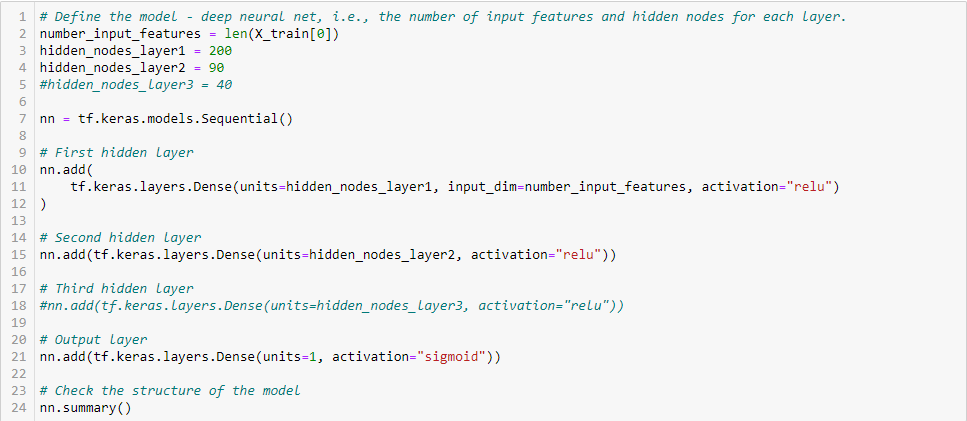 1 # Define the model - deep neural net, i.e., the number of input features and hidden nodes for each layer.
2 number_input_features = len(X_train[0])
3 hidden_nodes_layer1 = 200
4 hidden_nodes_layer2 = 90
5 #hidden_nodes_layer3 = 40
6
7 nn = tf.keras.models.Sequential()
8
9 # First hidden layer
10 nn.add(
11     tf.keras.layers.Dense(units=hidden_nodes_layer1, input_dim=number_input_features, activation="relu")
12 )
13
14 # Second hidden layer
15 nn.add(tf.keras.layers.Dense(units=hidden_nodes_layer2, activation="relu"))
16
17 # Third hidden layer
18 #nn.add(tf.keras.layers.Dense(units=hidden_nodes_layer3, activation="relu"))
19
20 # Output layer
21 nn.add(tf.keras.layers.Dense(units=1, activation="sigmoid"))
22
23 # Check the structure of the model
24 nn.summary()